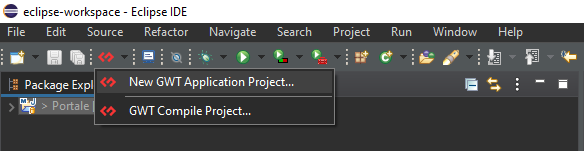 eclipse-workspace - Eclipse IDE
File Edit Source Refactor Navigate Search Project Run Window Help
New GWT Application Project...
Package Expl
GWT Compile Project...
> Portale